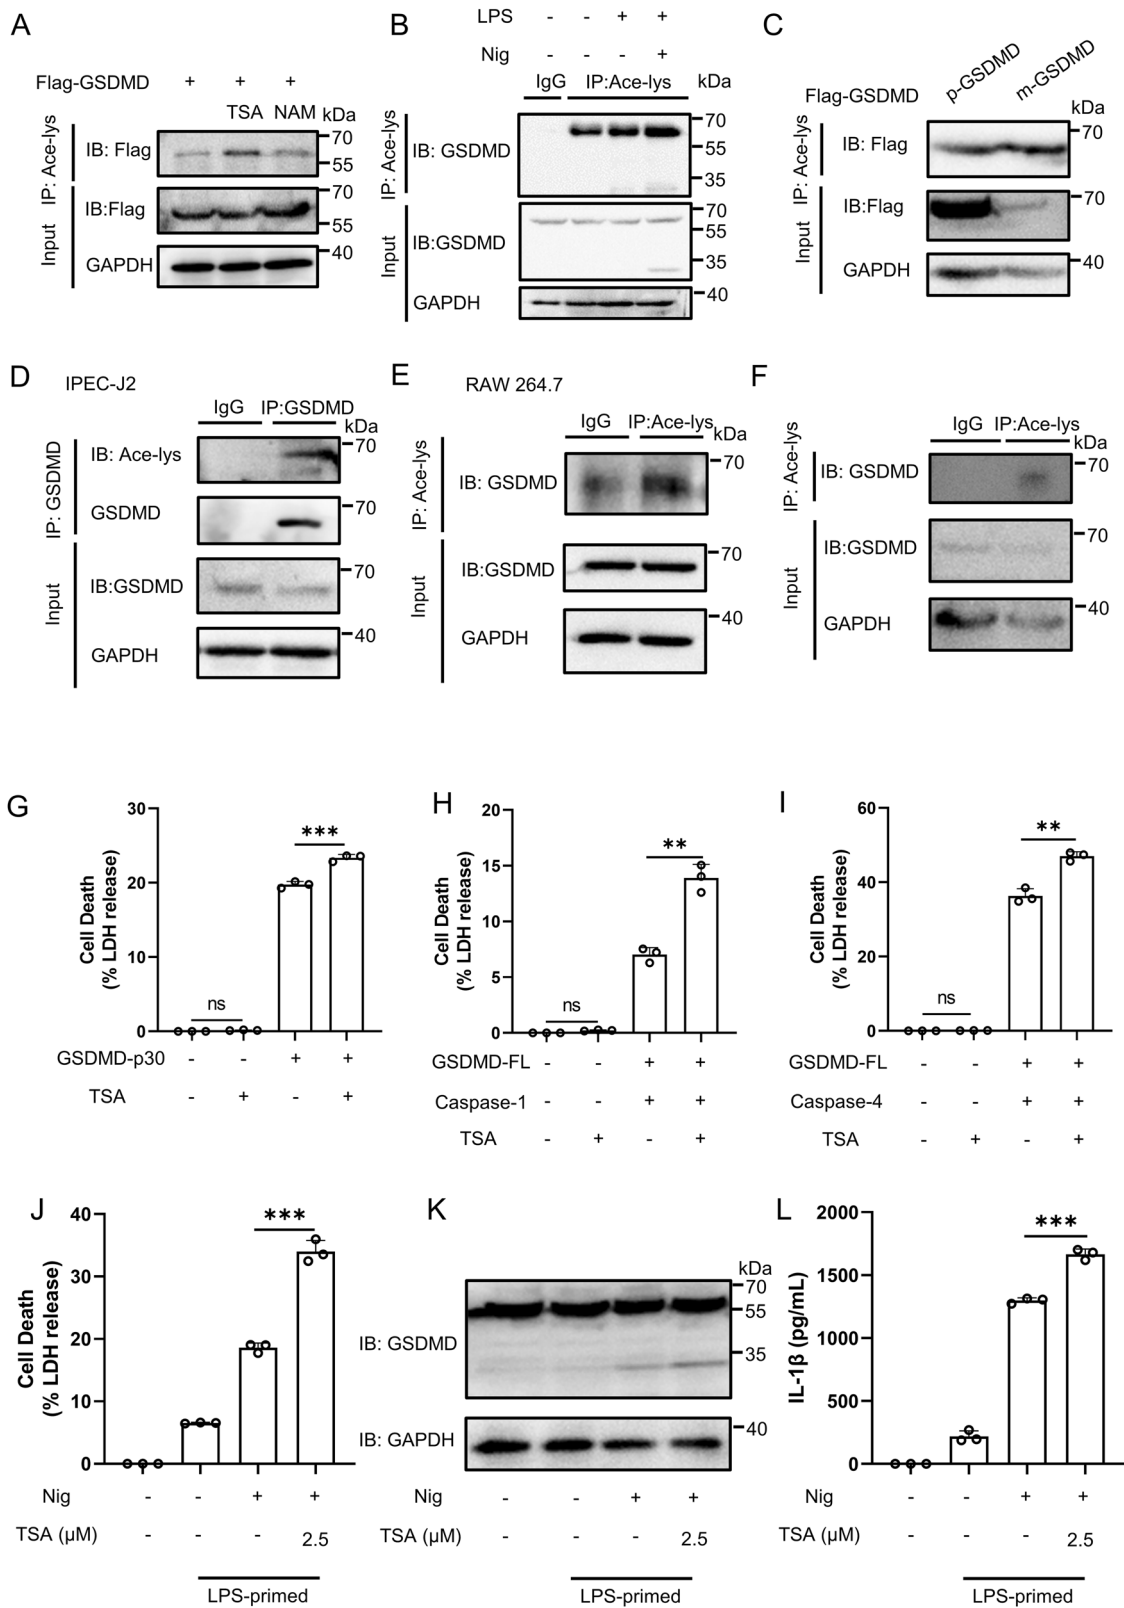 A
Flag-GSDMD + + +
TSA NAM kDa
IP: Ace-lys
IB: Flag
70
55
Input
IB:Flag
70
55
GAPDH
40
B
LPS - - + +
Nig - - - +
IgG IP:Ace-lys kDa
IP: Ace-lys
IB: GSDMD
70
55
35
Input
IB:GSDMD
70
55
35
GAPDH
40
C
p-GSDMD
m-GSDMD
Flag-GSDMD
kDa
IP: Ace-lys
IB: Flag
70
Input
IB:Flag
70
GAPDH
40
D
IPEC-J2
IgG IP:GSDMD
kDa
IP: GSDMD
IB: Ace-lys
70
GSDMD
70
Input
IB:GSDMD
70
GAPDH
40
E
RAW 264.7
IgG IP:Ace-lys
kDa
IP: Ace-lys
IB: GSDMD
70
Input
IB:GSDMD
70
GAPDH
40
F
IgG IP:Ace-lys
kDa
IP: Ace-lys
IB: GSDMD
70
Input
IB:GSDMD
70
GAPDH
40
G
Cell Death
(% LDH release)
30
20
10
0
ns
***
GSDMD-p30 - - + +
TSA - + - +
H
Cell Death
(% LDH release)
20
15
10
5
0
ns
**
GSDMD-FL - - + +
Caspase-1 - - + +
TSA - + - +
I
Cell Death
(% LDH release)
60
40
20
0
ns
**
GSDMD-FL - - + +
Caspase-4 - - + +
TSA - + - +
J
Cell Death
(% LDH release)
40
30
20
10
0
***
Nig - - + +
TSA (μM) - - - 2.5
LPS-primed
K
kDa
IB: GSDMD
70
55
35
IB: GAPDH
40
Nig - - + +
TSA (μM) - - - 2.5
LPS-primed
L
IL-1β (pg/mL)
2000
1500
1000
500
0
***
Nig - - + +
TSA (μM) - - - 2.5
LPS-primed